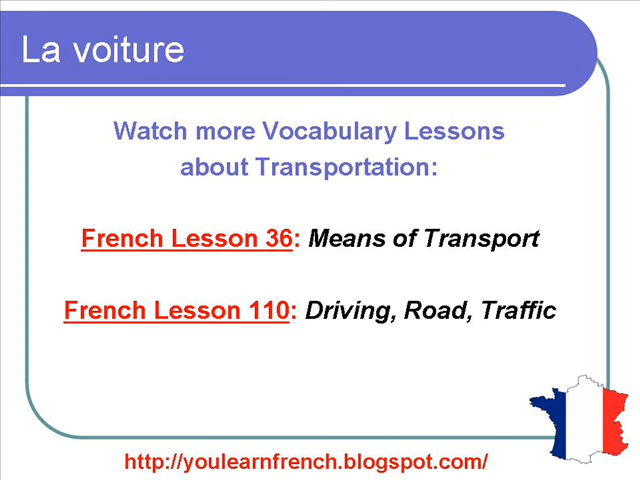 La voiture
Watch more Vocabulary Lessons
about Transportation:
French Lesson 36: Means of Transport
French Lesson 110: Driving, Road, Traffic
http://youlearnfrench.blogspot.com/